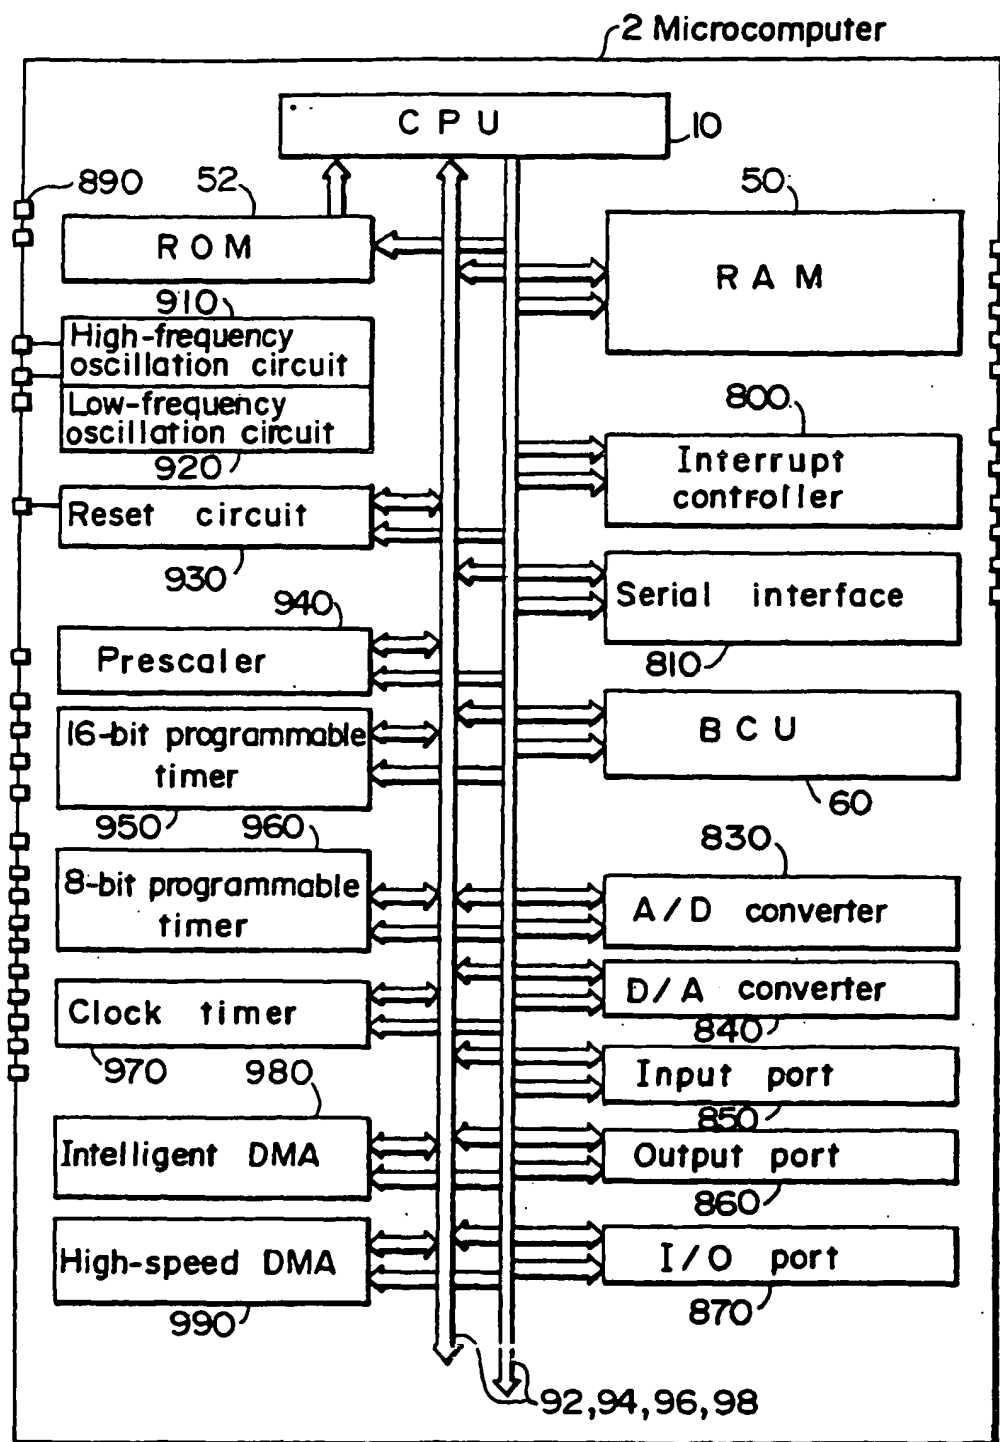 2 Microcomputer
CPU
10
890
52
50
ROM
RAM
910
High-frequency
oscillation circuit
Low-frequency
oscillation circuit
920
800
Interrupt
controller
Reset circuit
930
Serial interface
810
940
Prescaler
16-bit programmable
timer
950
BCU
60
960
830
8-bit programmable
timer
A/D converter
D/A converter
840
Clock timer
970
980
Input port
850
Intelligent DMA
Output port
860
High-speed DMA
990
I/O port
870
92,94,96,98